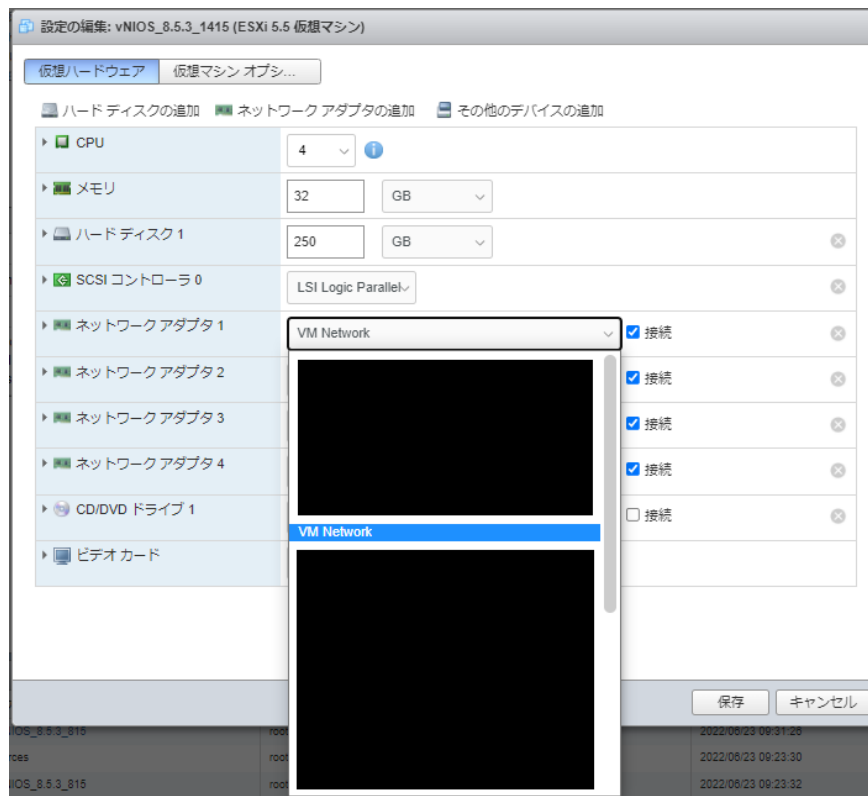 設定の編集: vNIOS_8.5.3_1415 (ESXi 5.5 仮想マシン)
仮想ハードウェア 仮想マシン オプシ...
ハード ディスクの追加 ネットワーク アダプタの追加 その他のデバイスの追加
CPU 4
メモリ 32 GB
ハード ディスク 1 250 GB
SCSI コントローラ 0 LSI Logic Parallel
ネットワーク アダプタ 1 VM Network 接続
ネットワーク アダプタ 2 接続
ネットワーク アダプタ 3 接続
ネットワーク アダプタ 4 接続
CD/DVD ドライブ 1 接続
VM Network
ビデオ カード
保存 キャンセル
IOS_8.5.3_815 root 2022/06/23 09:31:26
rces root 2022/06/23 09:23:30
IOS_8.5.3_815 root 2022/06/23 09:23:32